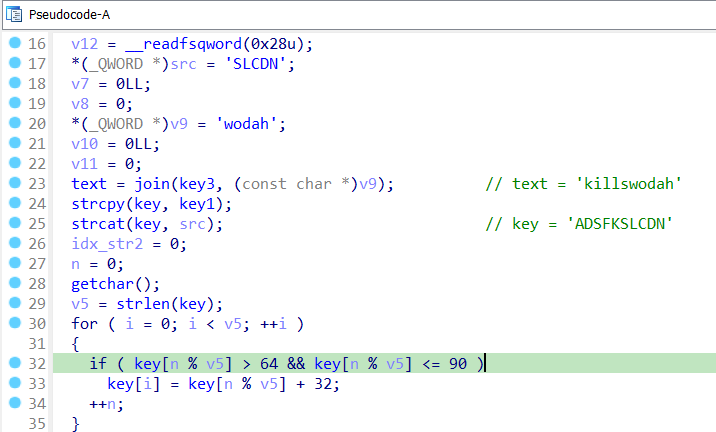 Pseudocode-A
16 v12 = __readfsqword(0x28u);
17 *(_QWORD *)src = 'SLCDN';
18 v7 = 0LL;
19 v8 = 0;
20 *(_QWORD *)v9 = 'wodah';
21 v10 = 0LL;
22 v11 = 0;
23 text = join(key3, (const char *)v9); // text = 'killswodah'
24 strcpy(key, key1);
25 strcat(key, src); // key = 'ADSFKSLCDN'
26 idx_str2 = 0;
27 n = 0;
28 getchar();
29 v5 = strlen(key);
30 for ( i = 0; i < v5; ++i )
31 {
32 if ( key[n % v5] > 64 && key[n % v5] <= 90 )
33 key[i] = key[n % v5] + 32;
34 ++n;
35 }